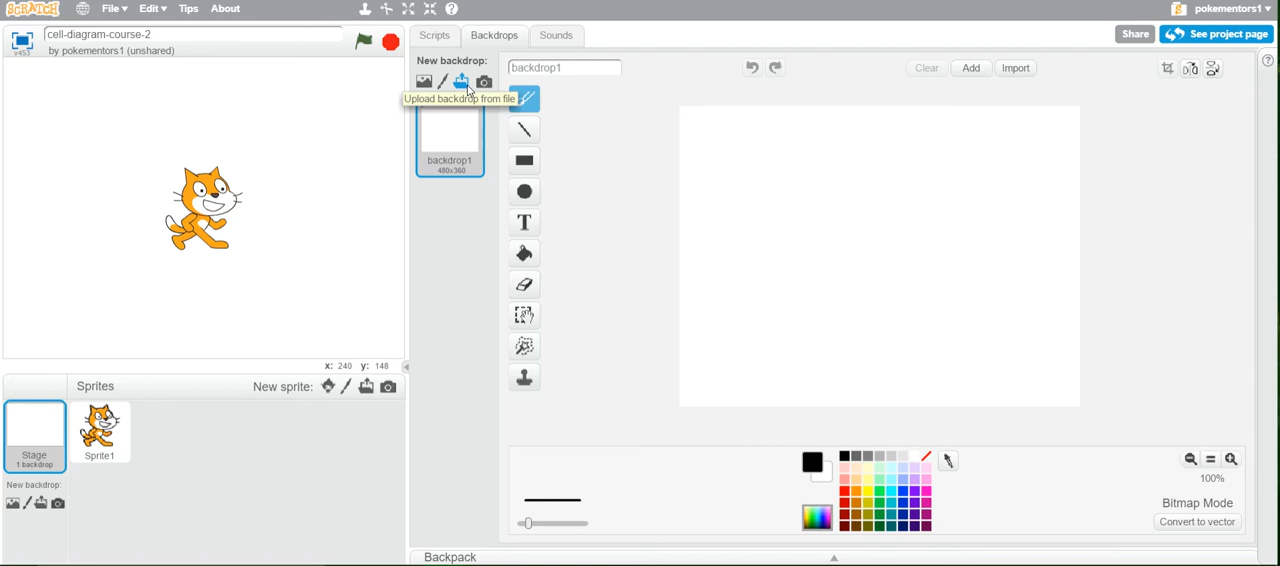 SCRATCH File▼ Edit▼ Tips About pokementors1▼
v453 cell-diagram-course-2
by pokementors1 (unshared)
Scripts Backdrops Sounds Share See project page
New backdrop:
backdrop1 Clear Add Import
Upload backdrop from file
backdrop1
480x360
T
x: 240 y: 148
Sprites New sprite:
Stage
1 backdrop
Sprite1
New backdrop:
100%
Bitmap Mode
Convert to vector
Backpack